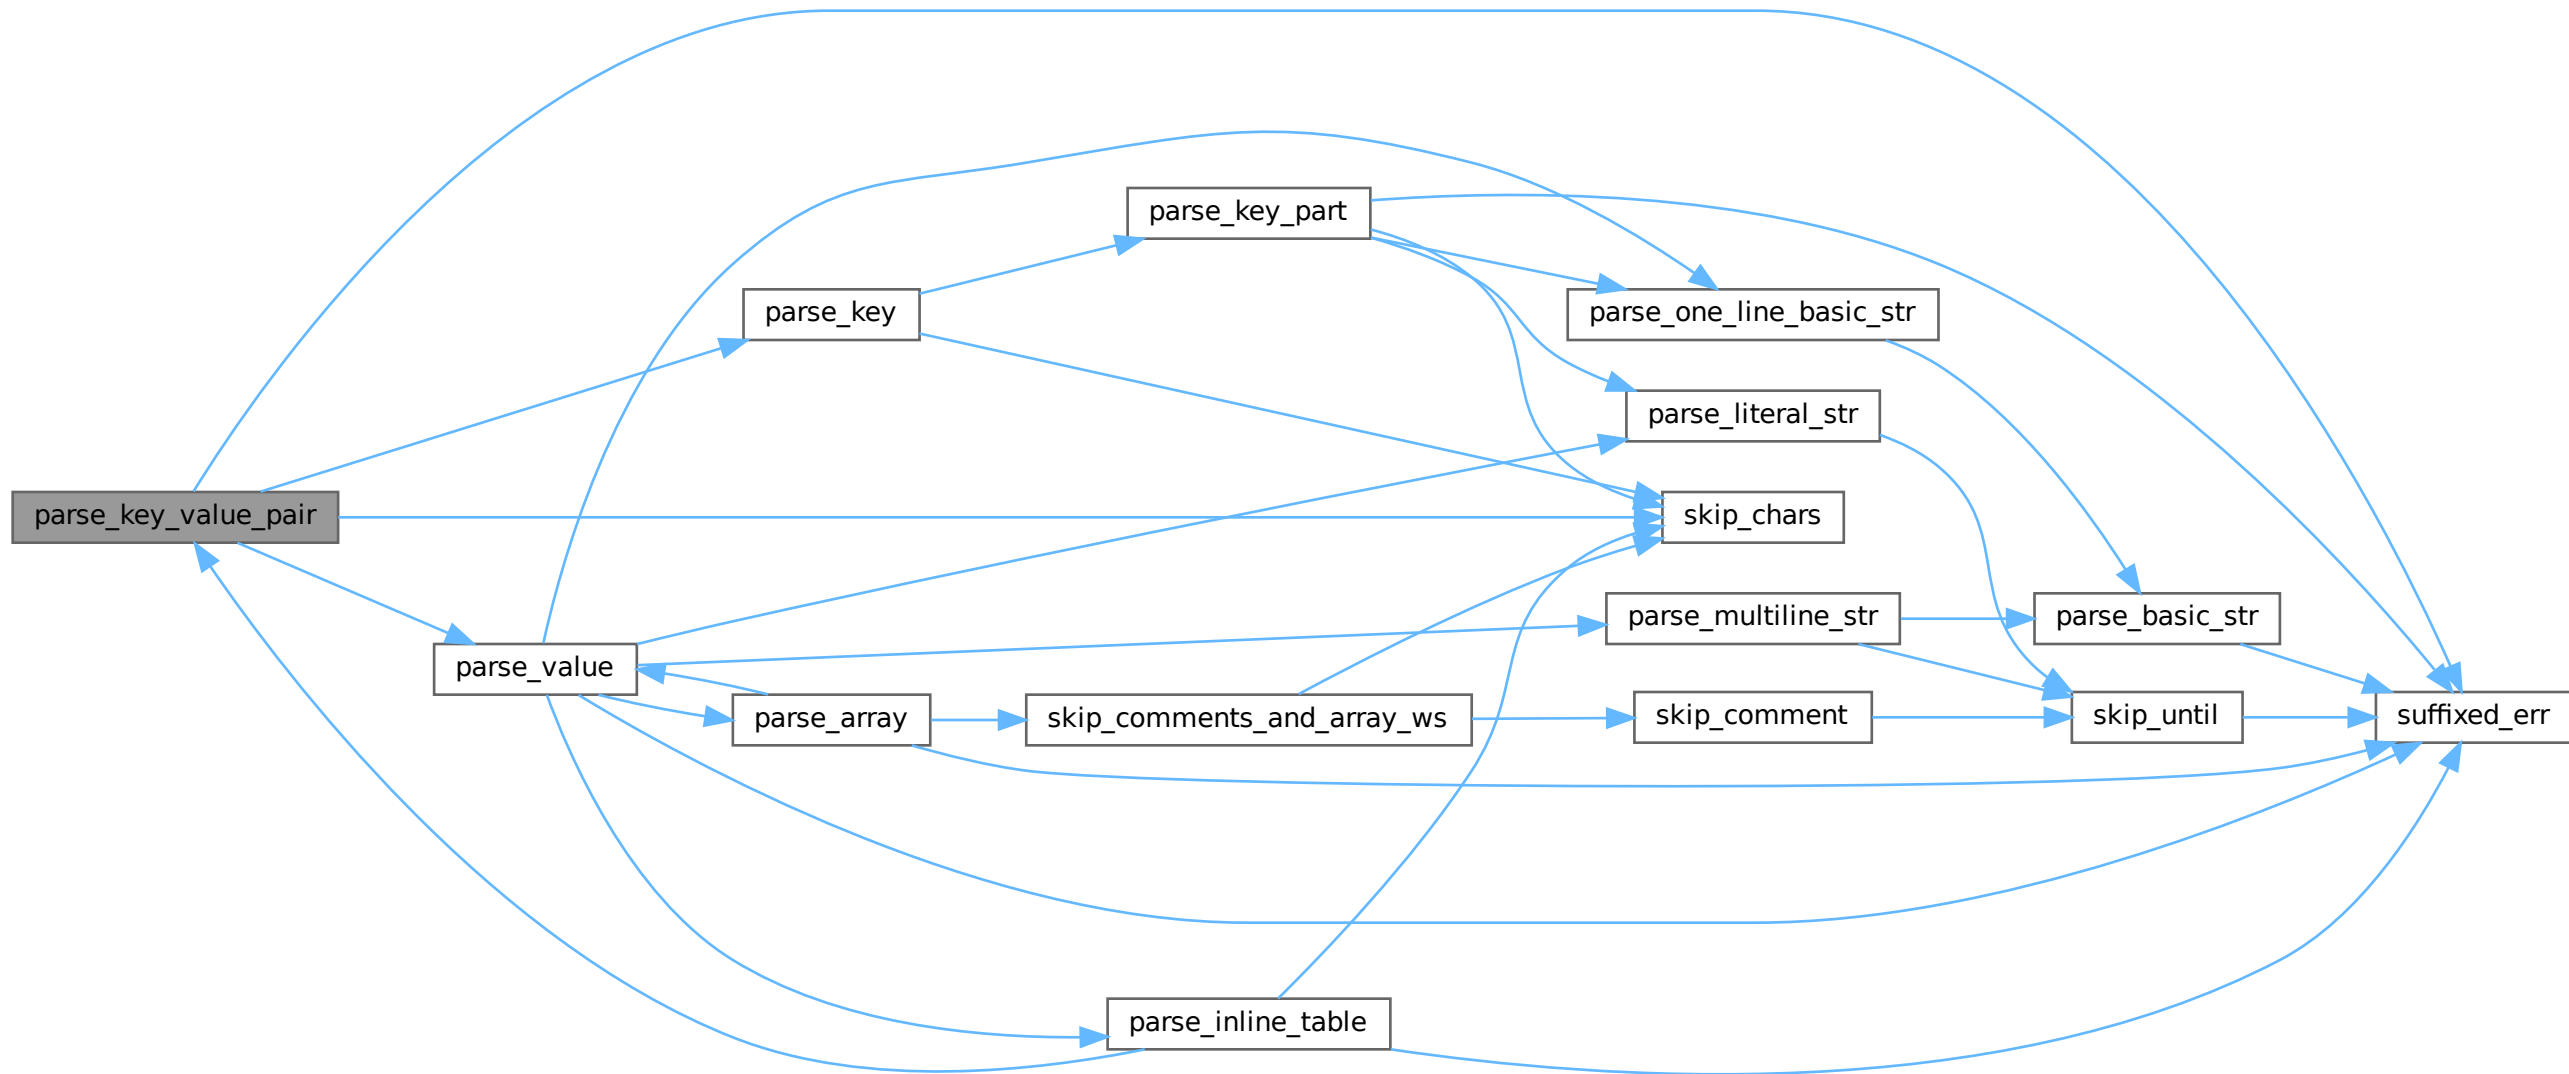 parse_key_part
parse_key
parse_one_line_basic_str
parse_literal_str
parse_key_value_pair
skip_chars
parse_multiline_str
parse_basic_str
parse_value
parse_array
skip_comments_and_array_ws
skip_comment
skip_until
suffixed_err
parse_inline_table